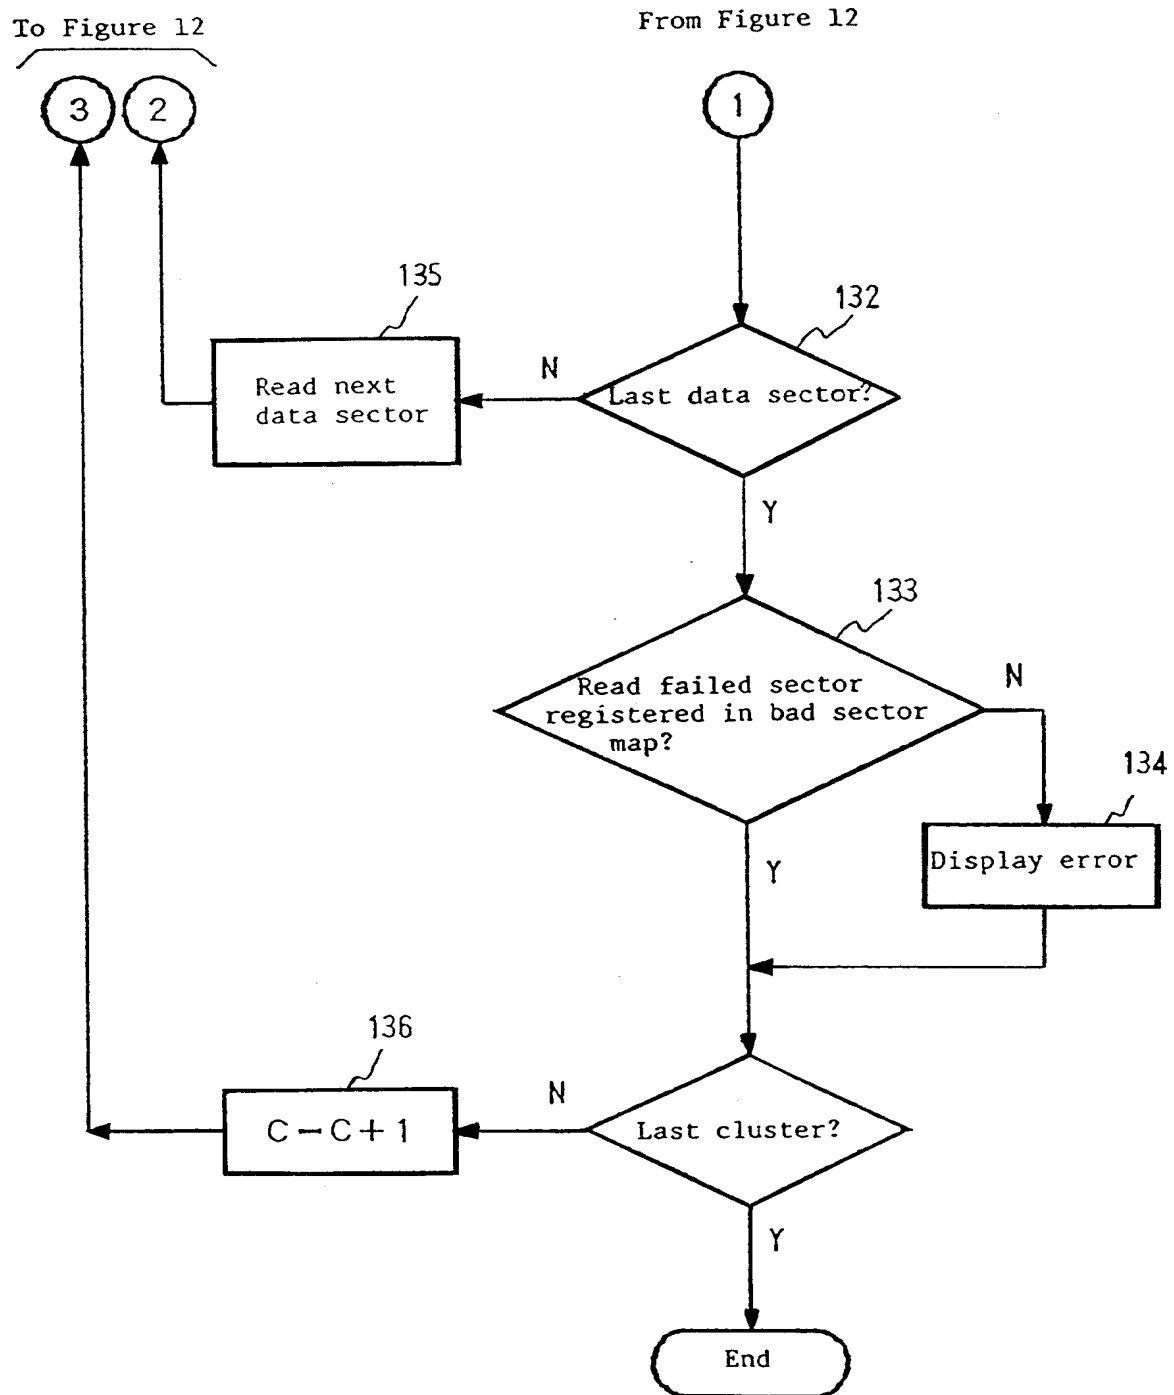 To Figure 12
From Figure 12
3
2
1
135
132
Read next
data sector
N
Last data sector?
Y
133
Read failed sector
registered in bad sector
map?
N
134
Display error
Y
136
C-C+1
N
Last cluster?
Y
End